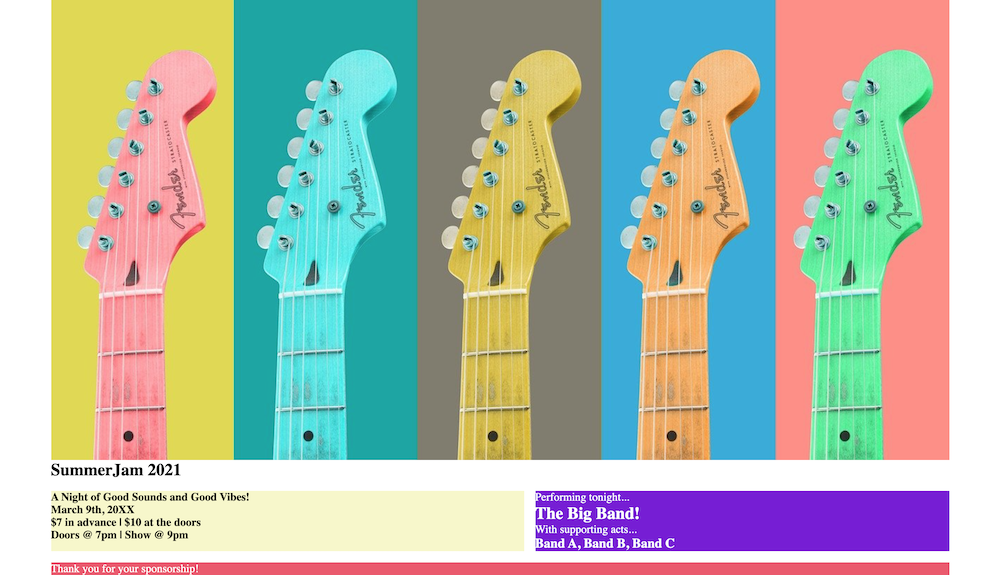 Fender
STRATOCASTER
Fender
STRATOCASTER
Fender
STRATOCASTER
Fender
STRATOCASTER
Fender
STRATOCASTER
SummerJam 2021
A Night of Good Sounds and Good Vibes!
March 9th, 20XX
$7 in advance | $10 at the doors
Doors @ 7pm | Show @ 9pm
Performing tonight...
The Big Band!
With supporting acts...
Band A, Band B, Band C
Thank you for your sponsorship!